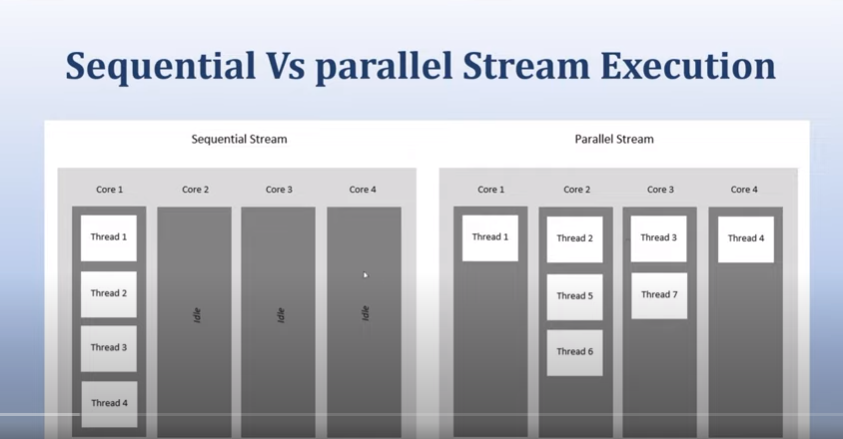 Sequential Vs parallel Stream Execution
Sequential Stream
Core 1
Core 2
Core 3
Core 4
Thread 1
Thread 2
Thread 3
Thread 4
Idle
Idle
Idle
Parallel Stream
Core 1
Core 2
Core 3
Core 4
Thread 1
Thread 2
Thread 3
Thread 4
Thread 5
Thread 7
Thread 6